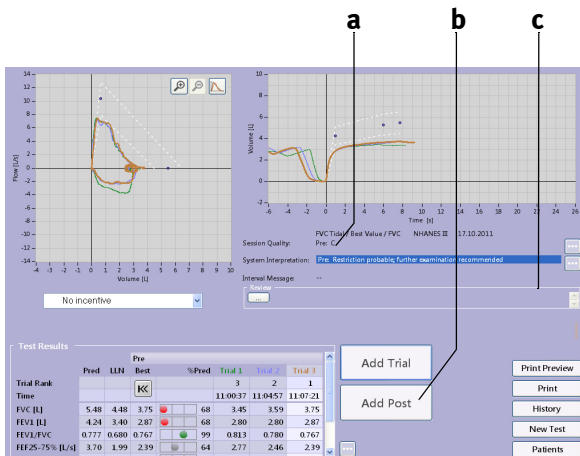 a b c
14
12
10
8
6
4
2
0
-2
-4
-6
-8
-10
-12
-14
Flow [L/s]
-4 -3 -2 -1 0 1 2 3 4 5 6 7 8 9 10
Volume [L]
10
8
6
4
2
0
-2
Volume [L]
-6 -4 -2 0 2 4 6 8 10 12 14 16 18 20 22 24 26
Time [s]
FVC Tidal / Best Value / FVC NHANES III 17.10.2011
Session Quality: Pre: C
System Interpretation: Pre: Restriction probable; further examination recommended
Interval Message: --
Review
...
No incentive
Test Results
Pre
Pred LLN Best %Pred Trial 1 Trial 2 Trial 3
Trial Rank 3 2 1
Time 11:00:37 11:04:57 11:07:21
FVC [L] 5.48 4.48 3.75 68 3.45 3.59 3.75
FEV1 [L] 4.24 3.40 2.87 68 2.80 2.80 2.87
FEV1/FVC 0.777 0.680 0.767 99 0.813 0.780 0.767
FEF25-75% [L/s] 3.70 1.99 2.39 64 2.77 2.46 2.39
Add Trial
Add Post
Print Preview
Print
History
New Test
Patients